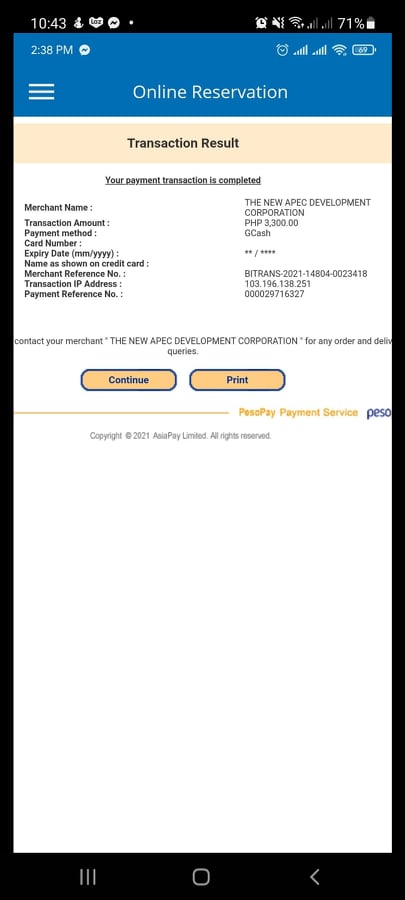 10:43 71%
2:38 PM 69
Online Reservation
Transaction Result
Your payment transaction is completed
Merchant Name : THE NEW APEC DEVELOPMENT
CORPORATION
Transaction Amount : PHP 3,300.00
Payment method : GCash
Card Number :
Expiry Date (mm/yyyy) : ** / ****
Name as shown on credit card :
Merchant Reference No. : BITRANS-2021-14804-0023418
Transaction IP Address : 103.196.138.251
Payment Reference No. : 000029716327
contact your merchant " THE NEW APEC DEVELOPMENT CORPORATION " for any order and deliv
queries.
Continue Print
PesoPay Payment Service peso
Copyright © 2021 AsiaPay Limited. All rights reserved.